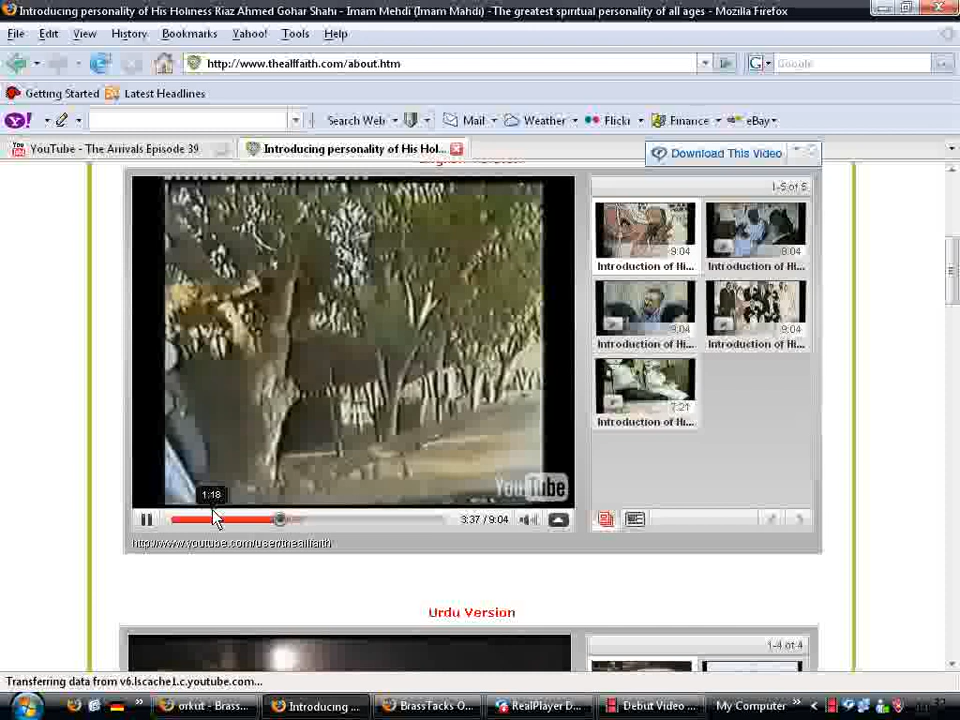 Introducing personality of His Holiness Riaz Ahmed Gohar Shahi - Imam Mehdi (Imam Mahdi) -The greatest spiritual personality of all ages - Mozilla Firefox
File Edit View History Bookmarks Yahoo! Tools Help
http://www.theallfaith.com/about.htm
Google
Getting Started Latest Headlines
Y! Search Web Mail Weather Flickr Finance eBay
YouTube - The Arrivals Episode 39
Introducing personality of His Hol...
Download This Video
English Version
1-5 of 5
9:04 9:04
Introduction of Hi... Introduction of Hi...
9:04 9:04
Introduction of Hi... Introduction of Hi...
7:21
Introduction of Hi...
YouTube
1:18
3:37 / 9:04
http://www.youtube.com/user/theallfaith
Urdu Version
1-4 of 4
Transferring data from v6.lscache1.c.youtube.com...
orkut - Brass... Introducing ... BrassTacks O... RealPlayer D... Debut Video ... My Computer